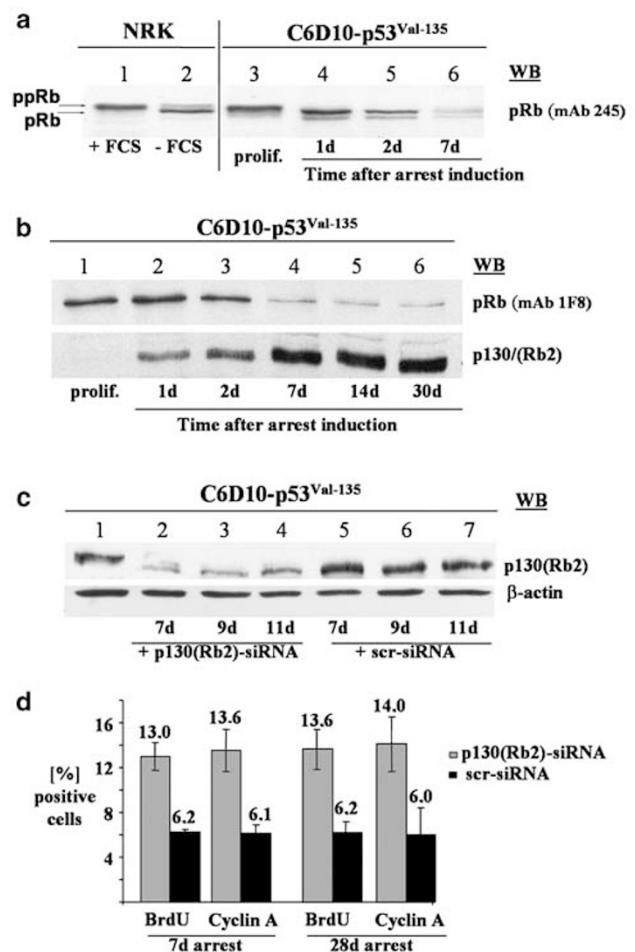 a
NRK
C6D10-p53Val-135
1 2 3 4 5 6 WB
ppRb
pRb
pRb (mAb 245)
+ FCS - FCS prolif. 1d 2d 7d
Time after arrest induction
b
C6D10-p53Val-135
1 2 3 4 5 6 WB
pRb (mAb 1F8)
p130/(Rb2)
prolif. 1d 2d 7d 14d 30d
Time after arrest induction
c
C6D10-p53Val-135
WB
1 2 3 4 5 6 7
p130(Rb2)
β-actin
7d 9d 11d 7d 9d 11d
+ p130(Rb2)-siRNA + scr-siRNA
d
16
12
8
4
[%]
positive
cells
13.0 13.6 13.6 14.0
6.2 6.1 6.2 6.0
p130(Rb2)-siRNA
scr-siRNA
BrdU Cyclin A BrdU Cyclin A
7d arrest 28d arrest